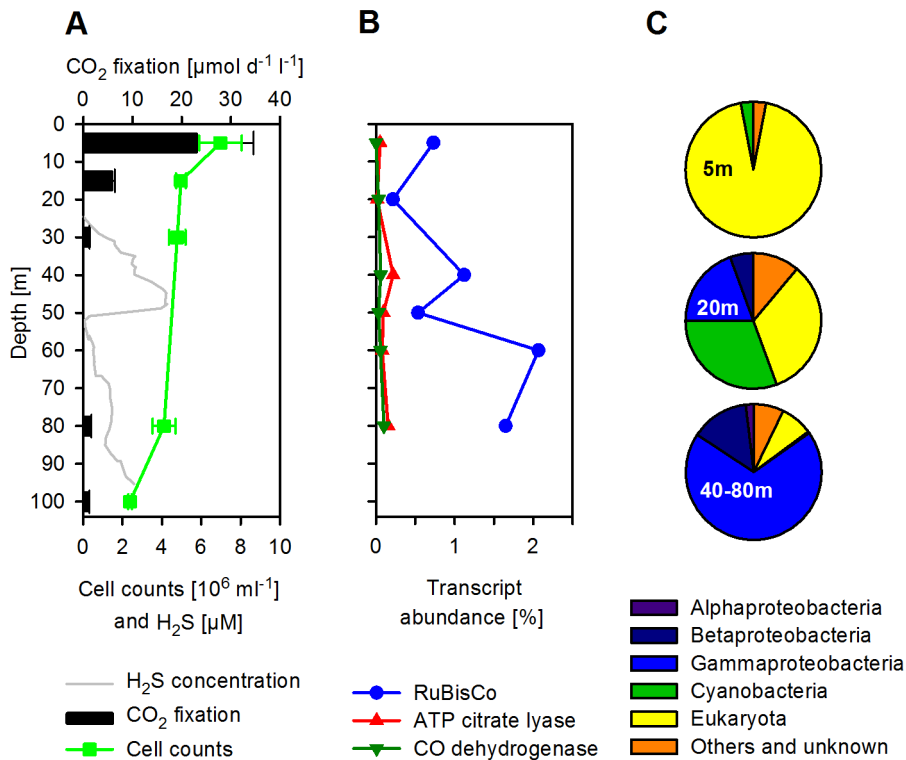 A
B
C
CO2 fixation [µmol d-1 l-1]
0 10 20 30 40
Depth [m]
0
10
20
30
40
50
60
70
80
90
100
0 2 4 6 8 10
0 1 2
Cell counts [10^6 ml-1]
and H2S [µM]
Transcript
abundance [%]
5m
20m
40-80m
H2S concentration
CO2 fixation
Cell counts
RuBisCo
ATP citrate lyase
CO dehydrogenase
Alphaproteobacteria
Betaproteobacteria
Gammaproteobacteria
Cyanobacteria
Eukaryota
Others and unknown